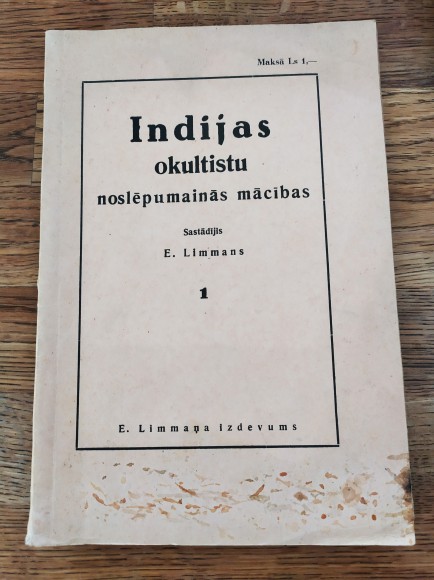 Maksā Ls 1,—
Indijas
okultistu
noslēpumainās mācības
Sastādījis
E. Limmans
1
E. Limmaņa izdevums